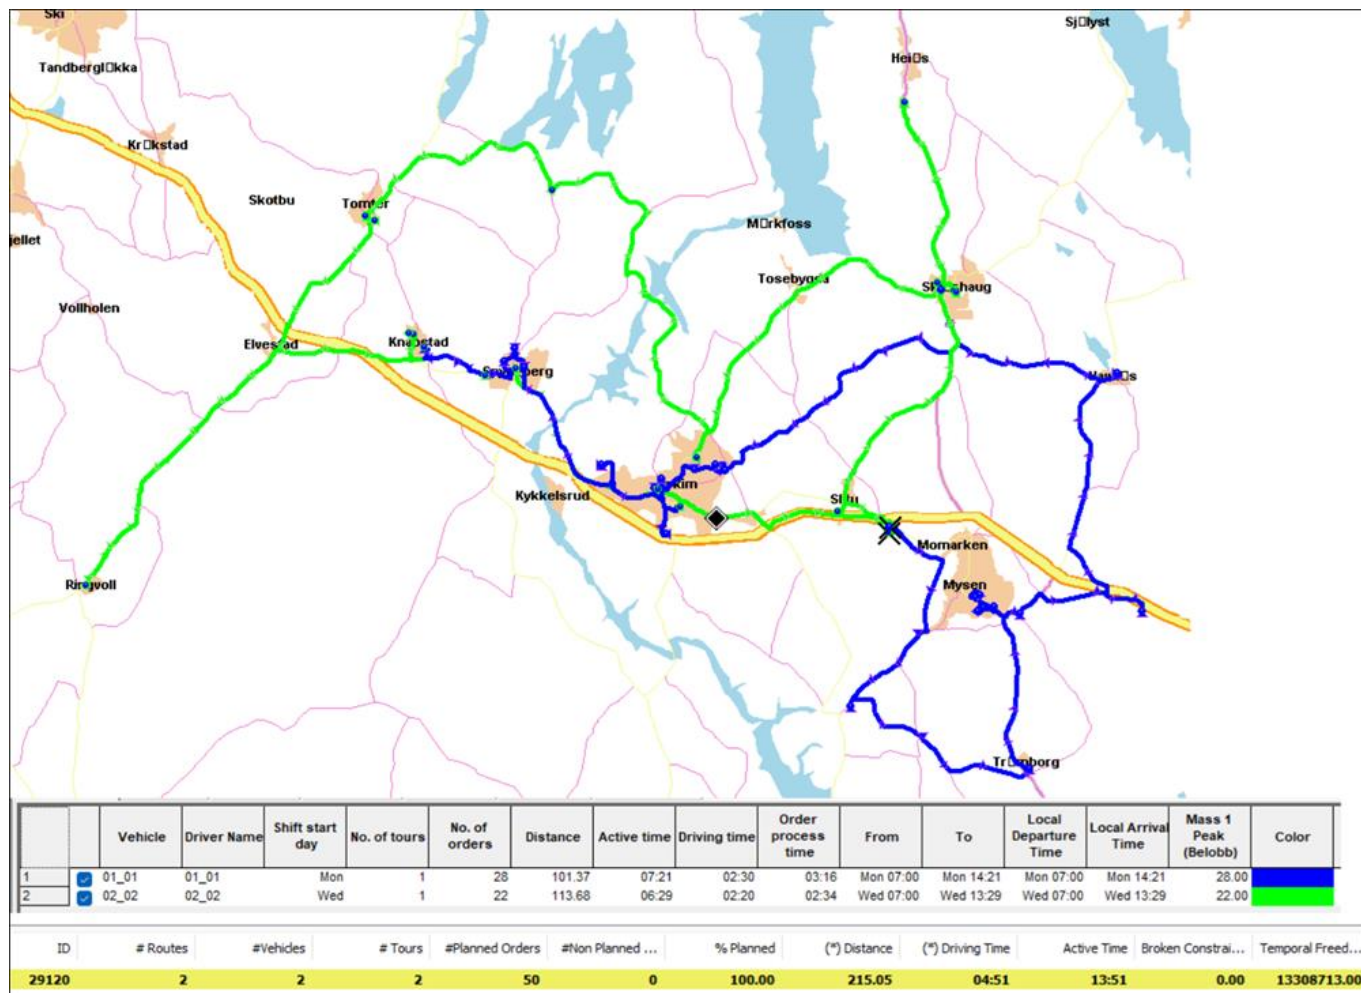 Ski
Sj▯lyst
Hei▯s
Tandbergl▯kka
Kr▯kstad
Skotbu
Tomter
jellet
M▯rkfoss
Tosebygda
Vollholen
Elvestad
Knapstad
Kykkelsrud
Momarken
Mysen
Ringvoll
Vehicle Driver Name Shift start day No. of tours No. of orders Distance Active time Driving time Order process time From To Local Departure Time Local Arrival Time Mass 1 Peak (Belobb) Color
1 01_01 01_01 Mon 1 28 101.37 07:21 02:30 03:16 Mon 07:00 Mon 14:21 Mon 07:00 Mon 14:21 28.00
2 02_02 02_02 Wed 1 22 113.68 06:29 02:20 02:34 Wed 07:00 Wed 13:29 Wed 07:00 Wed 13:29 22.00
ID # Routes #Vehicles # Tours #Planned Orders #Non Planned ... % Planned (*) Distance (*) Driving Time Active Time Broken Constrai... Temporal Freed...
29120 2 2 2 50 0 100.00 215.05 04:51 13:51 0.00 13308713.00